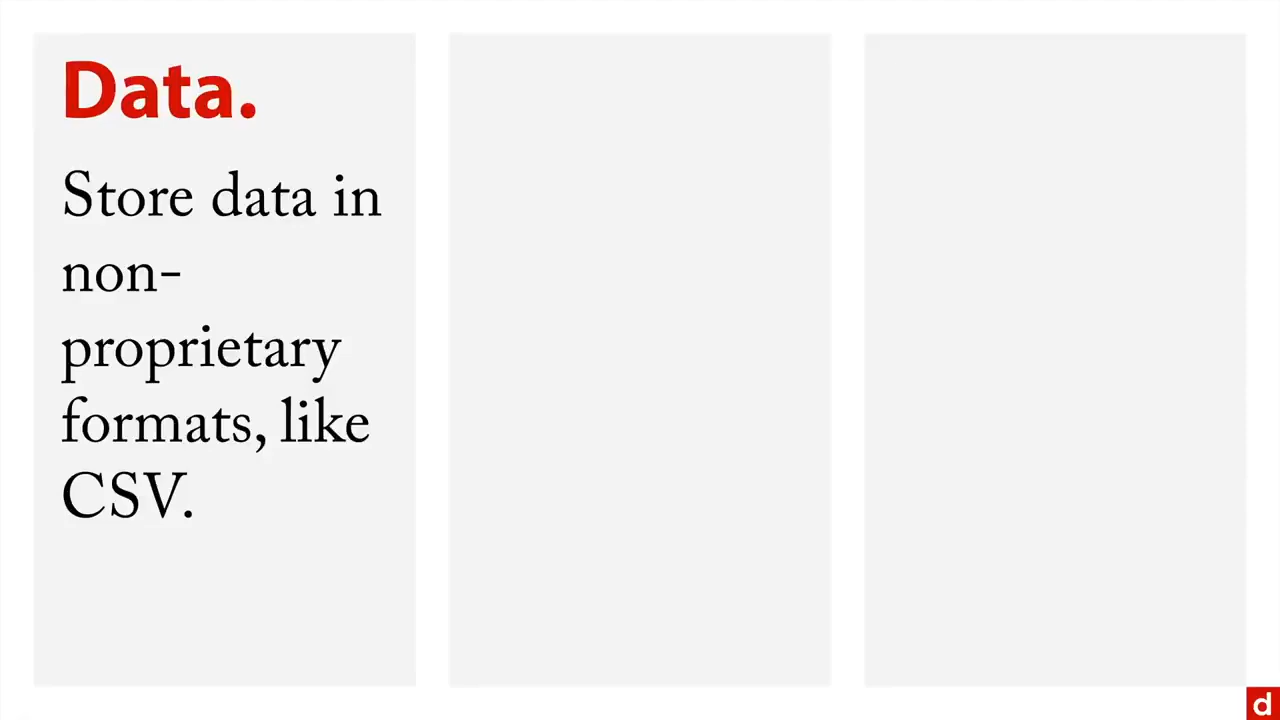 Data.
Store data in
non-
proprietary
formats, like
CSV.
d